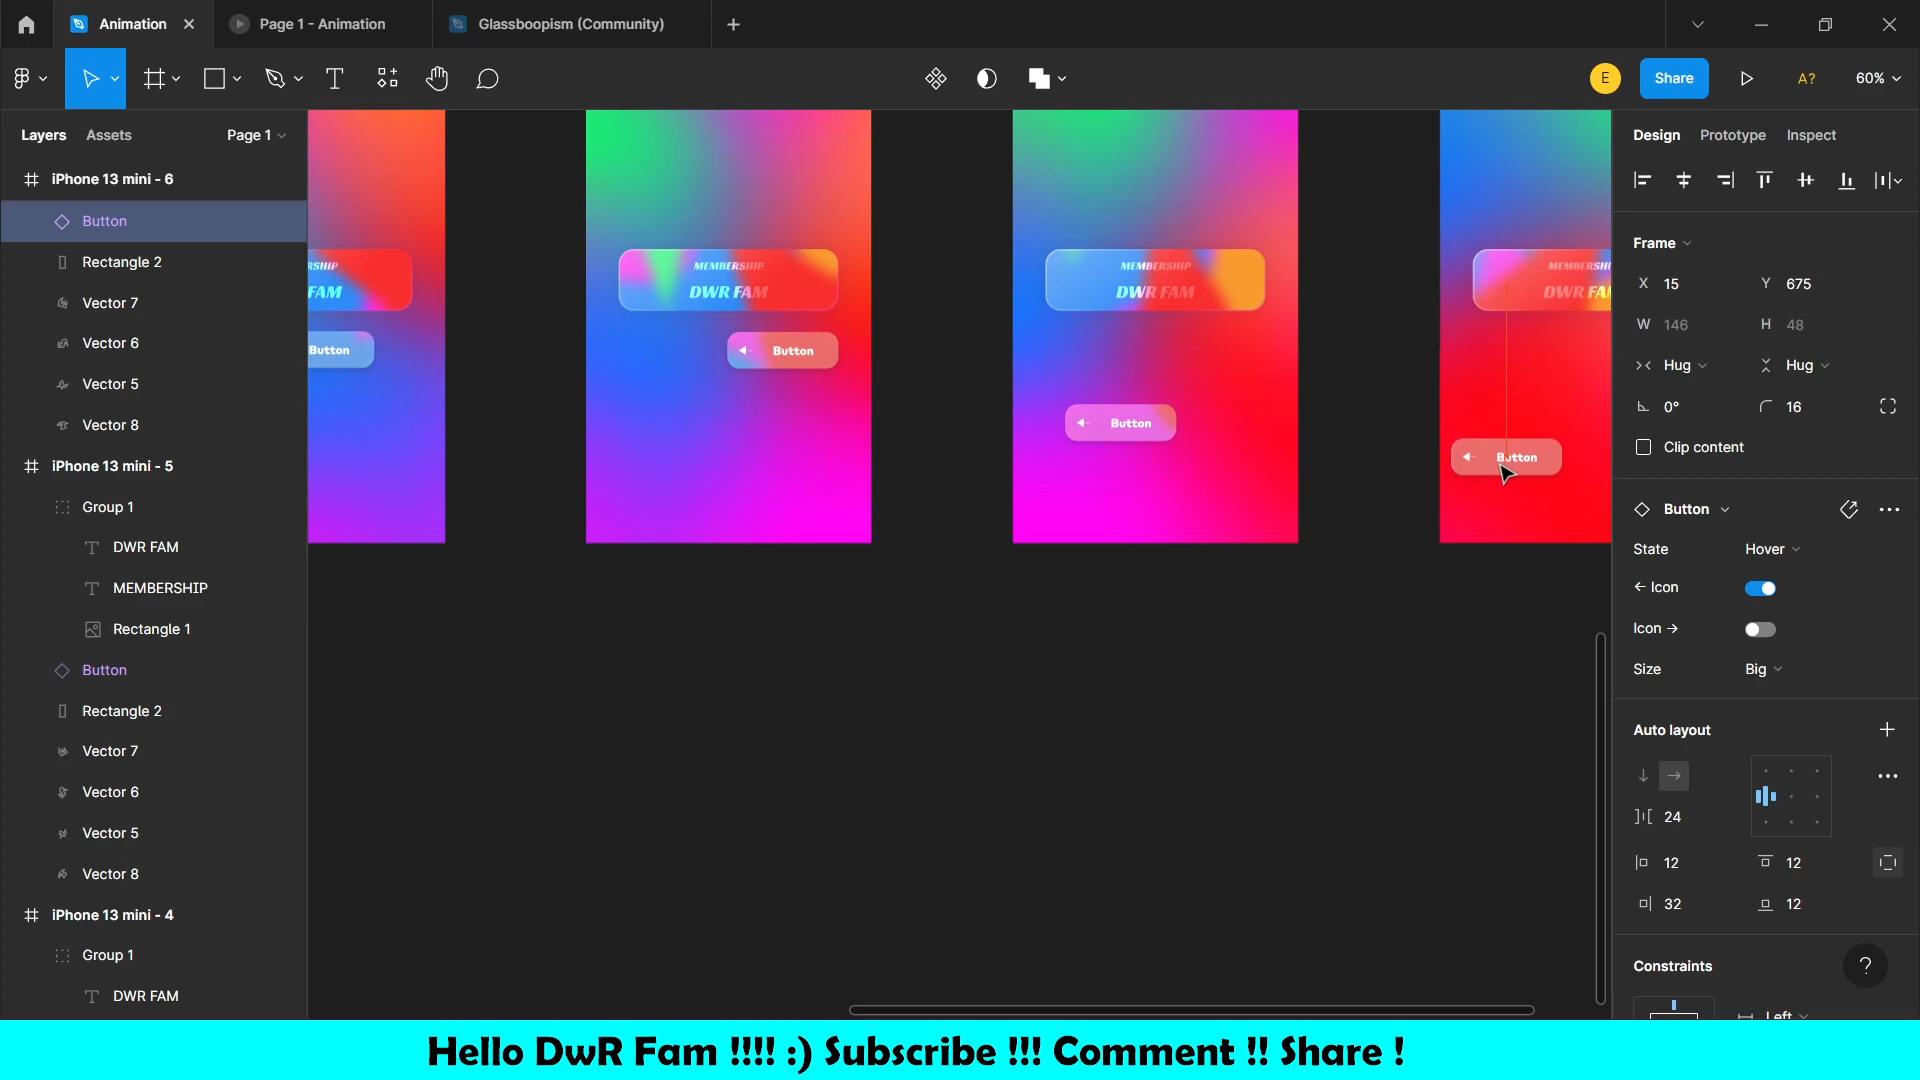 Animation
Page 1 - Animation
Glassboopism (Community)
E
Share
A?
60%
Layers
Assets
Page 1
iPhone 13 mini - 6
Button
Rectangle 2
Vector 7
Vector 6
Vector 5
Vector 8
iPhone 13 mini - 5
Group 1
DWR FAM
MEMBERSHIP
Rectangle 1
Button
Rectangle 2
Vector 7
Vector 6
Vector 5
Vector 8
iPhone 13 mini - 4
Group 1
DWR FAM
RSHIP
FAM
Button
MEMBERSHIP
DWR FAM
Button
MEMBERSHIP
DWR FAM
Button
MEMBERSHI
DWR FA
Button
Design
Prototype
Inspect
Frame
X 15
Y 675
W 146
H 48
Hug
Hug
0°
16
Clip content
Button
State
Hover
← Icon
Icon →
Size
Big
Auto layout
24
12
12
32
12
Constraints
Left
?
Hello DwR Fam !!!! :) Subscribe !!! Comment !! Share !